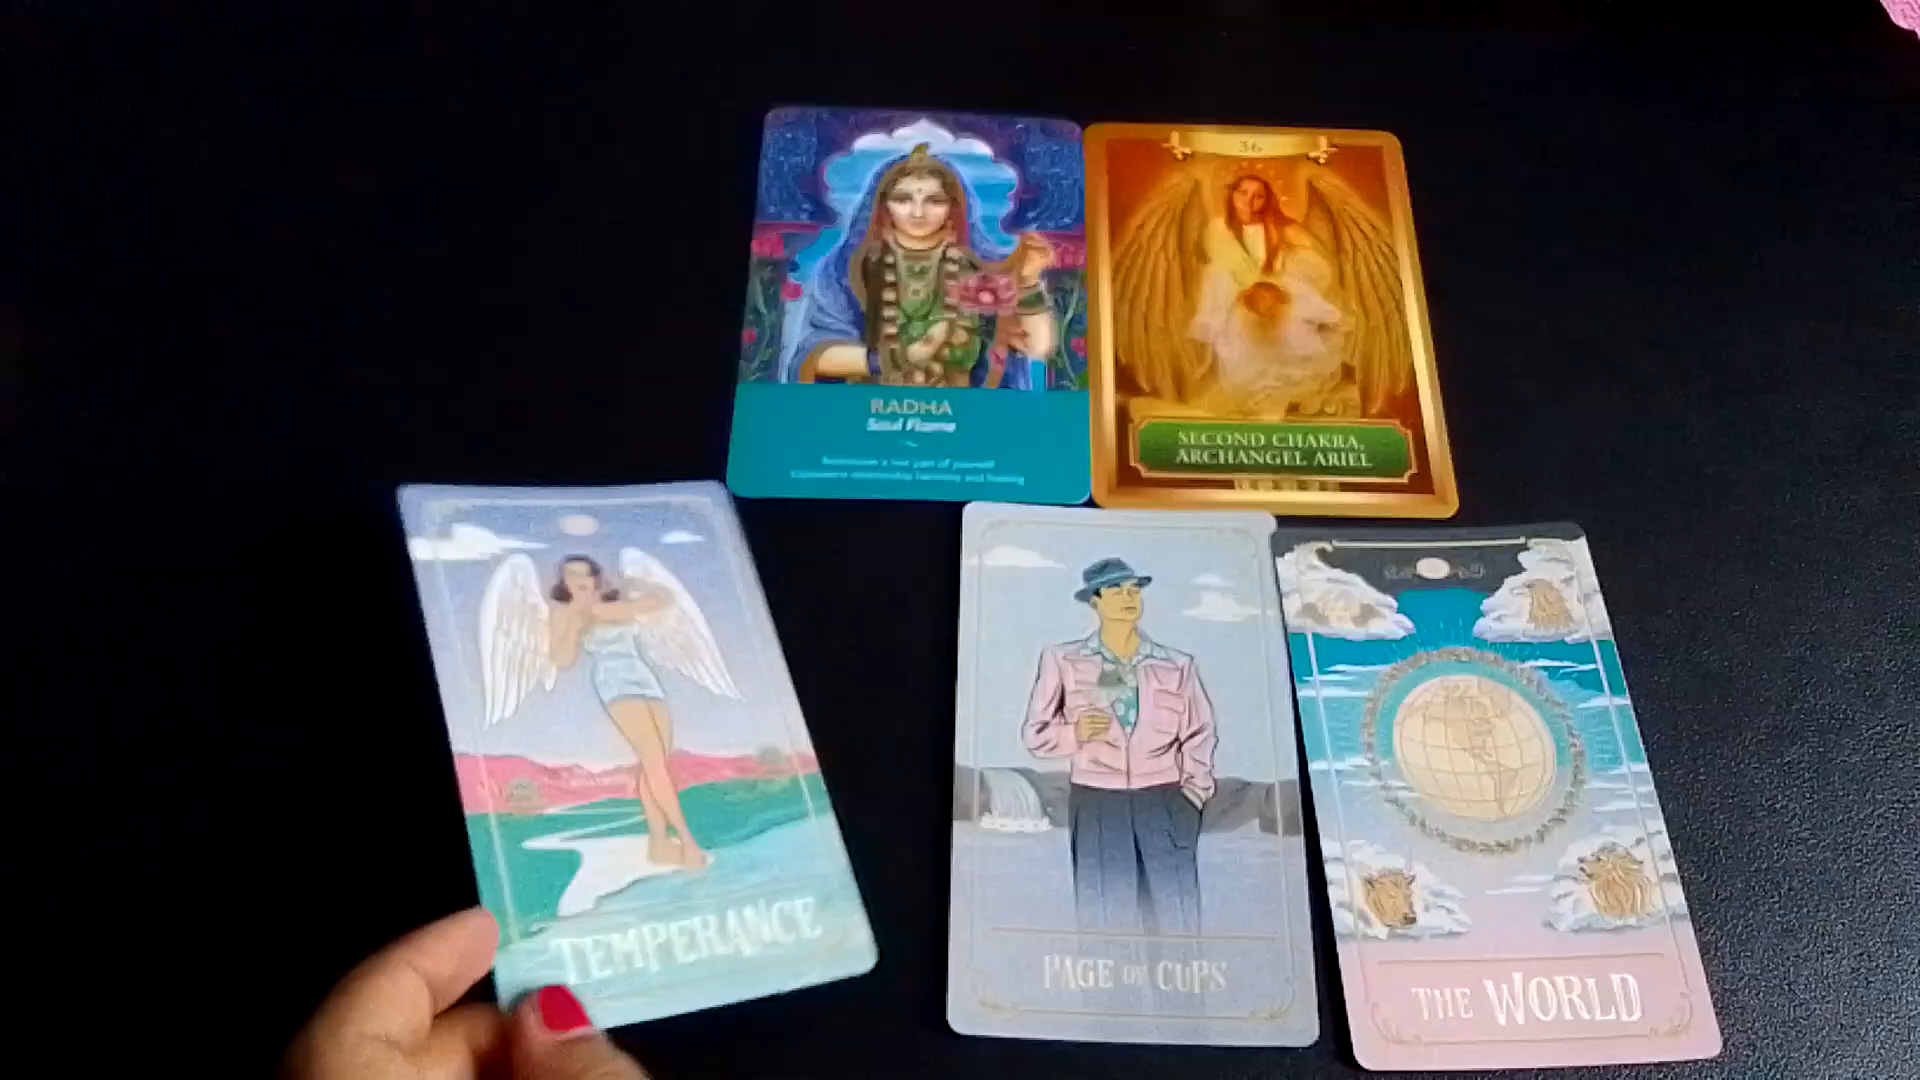 RADHA
Soul Flame
36
SECOND CHAKRA,
ARCHANGEL ARIEL
TEMPERANCE
PAGE OF CUPS
THE WORLD